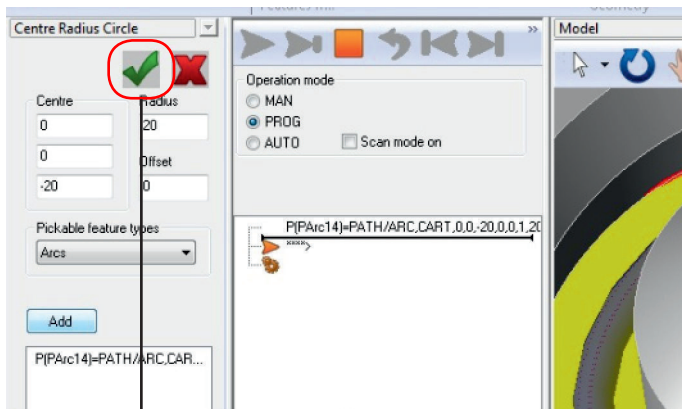 Centre Radius Circle
Centre
Radius
0
20
0
Offset
-20
0
Pickable feature types
Arcs
Add
P(PArc14)=PATH/ARC,CAR...
»
Operation mode
MAN
PROG
AUTO
Scan mode on
P(PArc14)=PATH/ARC,CART,0,0,-20,0,0,1,20
****>
Model